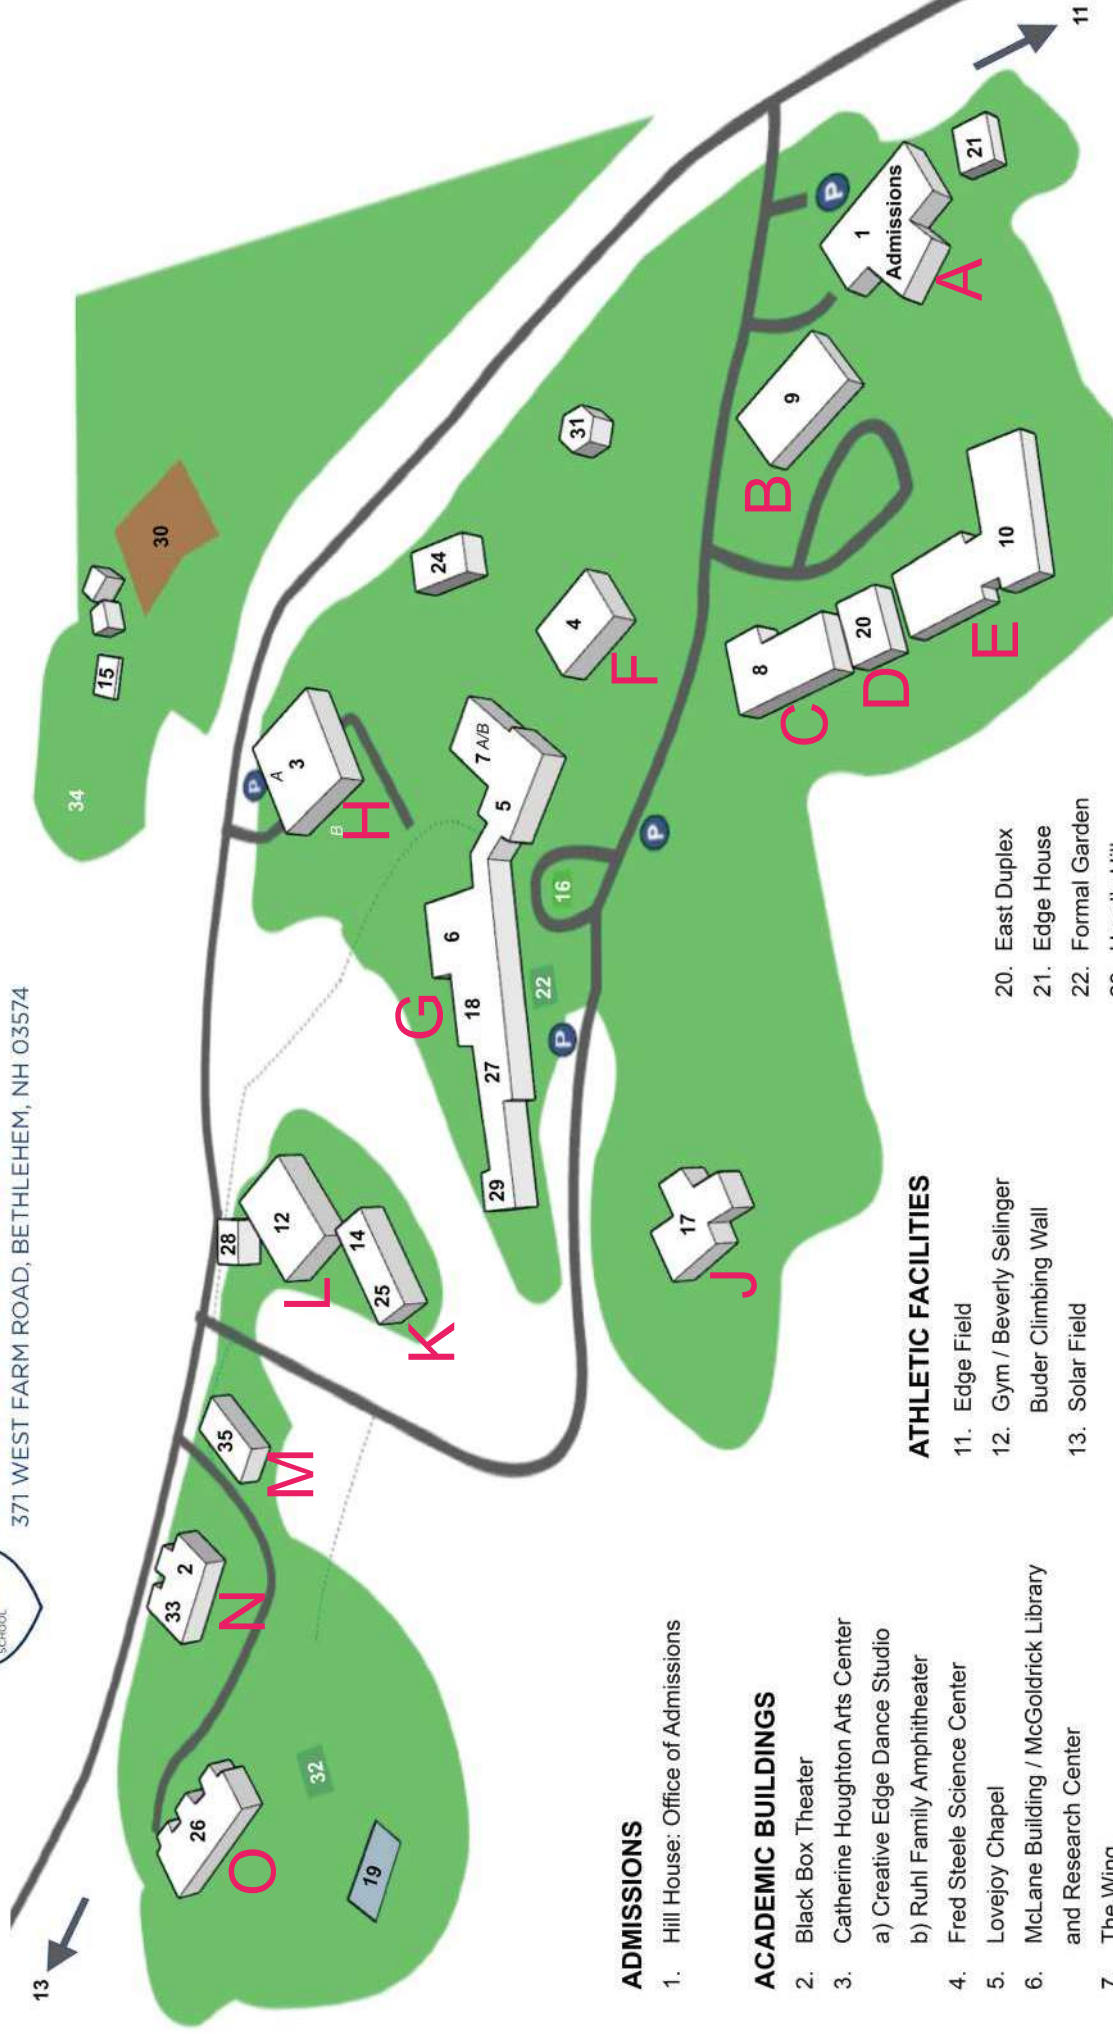 SCHOOL
371 WEST FARM ROAD, BETHLEHEM, NH 03574
13
11
34
15
30
A
3
B
H
P
24
31
28
12
L
14
25
K
35
M
33
2
N
26
O
32
19
6
18
27
29
G
7 A/B
5
4
F
16
22
P
P
17
J
8
C
20
D
10
E
9
B
P
1
Admissions
A
21
ADMISSIONS
1. Hill House: Office of Admissions
ACADEMIC BUILDINGS
2. Black Box Theater
3. Catherine Houghton Arts Center
a) Creative Edge Dance Studio
b) Ruhl Family Amphitheater
4. Fred Steele Science Center
5. Lovejoy Chapel
6. McLane Building / McGoldrick Library
and Research Center
7. The Wing
ATHLETIC FACILITIES
11. Edge Field
12. Gym / Beverly Selinger
Buder Climbing Wall
13. Solar Field
20. East Duplex
21. Edge House
22. Formal Garden